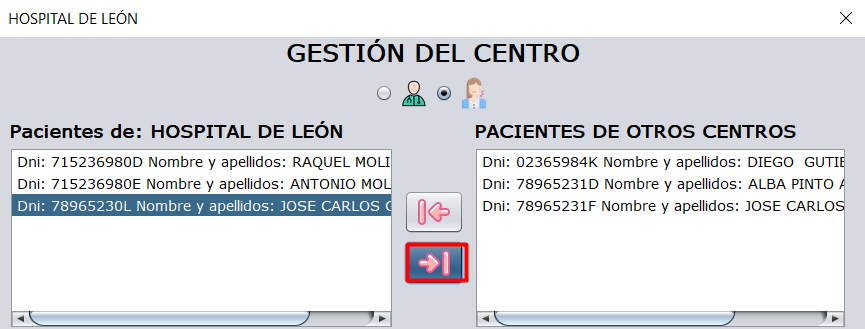 HOSPITAL DE LEÓN
GESTIÓN DEL CENTRO
Pacientes de: HOSPITAL DE LEÓN
Dni: 715236980D Nombre y apellidos: RAQUEL MOLI
Dni: 715236980E Nombre y apellidos: ANTONIO MOL
Dni: 78965230L Nombre y apellidos: JOSE CARLOS
PACIENTES DE OTROS CENTROS
Dni: 02365984K Nombre y apellidos: DIEGO  GUTIE
Dni: 78965231D Nombre y apellidos: ALBA PINTO A
Dni: 78965231F Nombre y apellidos: JOSE CARLOS